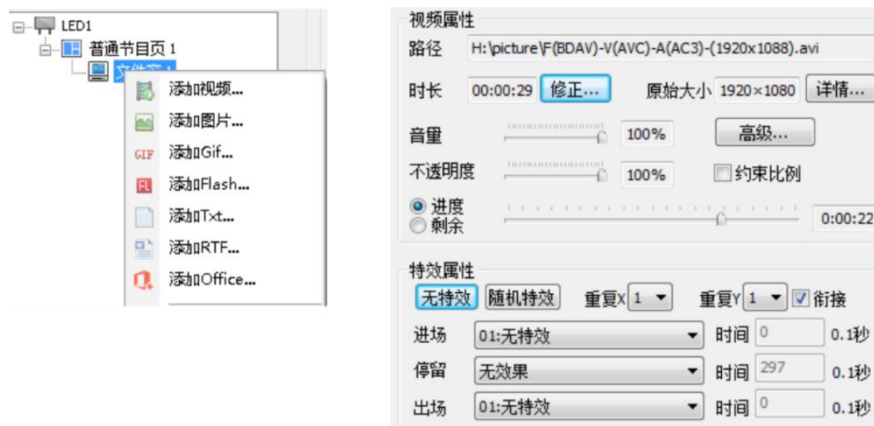 LED1
普通节目页 1
文件窗 1
添加视频...
添加图片...
GIF 添加Gif...
添加Flash...
添加Txt...
添加RTF...
添加Office...
视频属性
路径 H:\picture\F(BDAV)-V(AVC)-A(AC3)-(1920x1088).avi
时长 00:00:29 修正... 原始大小 1920×1080 详情...
音量 100% 高级...
不透明度 100% 约束比例
进度
剩余 0:00:22
特效属性
无特效 随机特效 重复X 1 重复Y 1 衔接
进场 01:无特效 时间 0 0.1秒
停留 无效果 时间 297 0.1秒
出场 01:无特效 时间 0 0.1秒